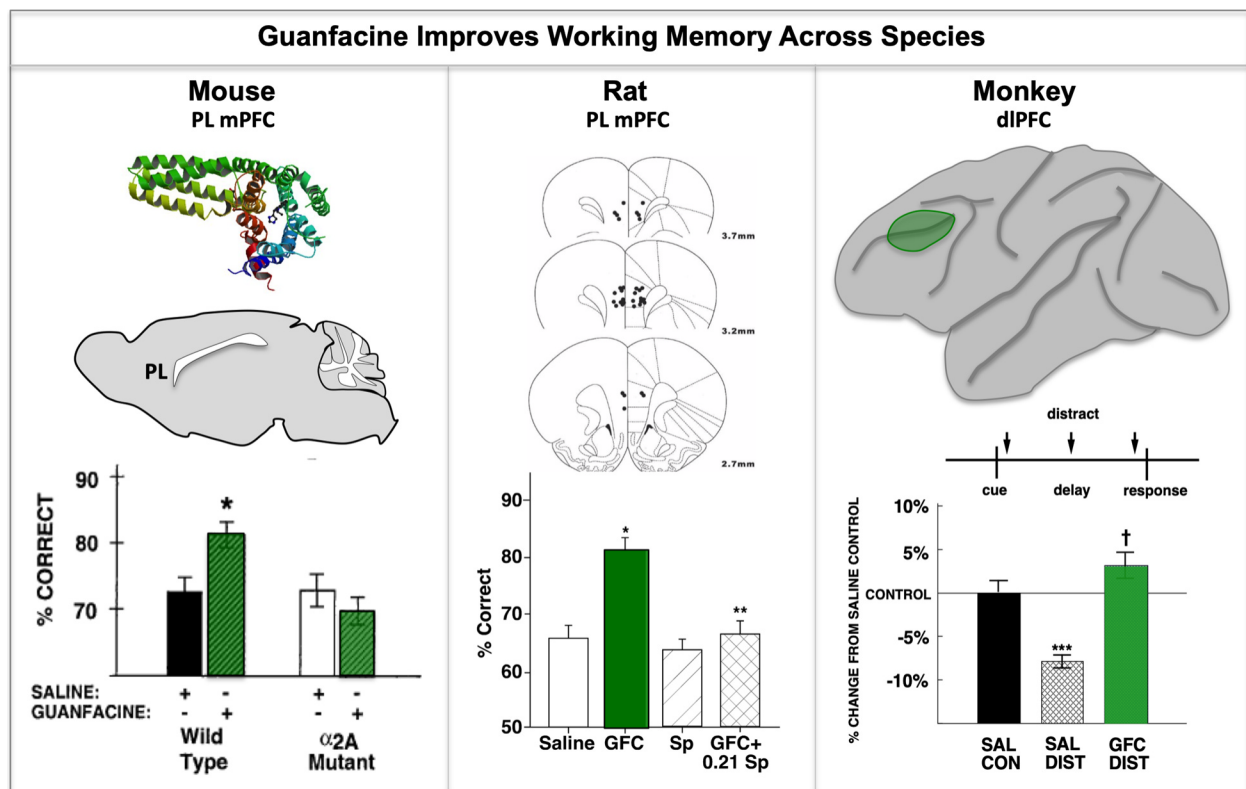 Guanfacine Improves Working Memory Across Species
Mouse
PL mPFC
PL
90
80
70
% CORRECT
*
SALINE: + - + -
GUANFACINE: - + - +
Wild
Type
α2A
Mutant
Rat
PL mPFC
3.7mm
3.2mm
2.7mm
90
80
70
60
50
% Correct
*
**
Saline GFC Sp GFC+
0.21 Sp
Monkey
dlPFC
distract
cue delay response
% CHANGE FROM SALINE CONTROL
10%
5%
CONTROL
-5%
-10%
***
†
SAL
CON
SAL
DIST
GFC
DIST